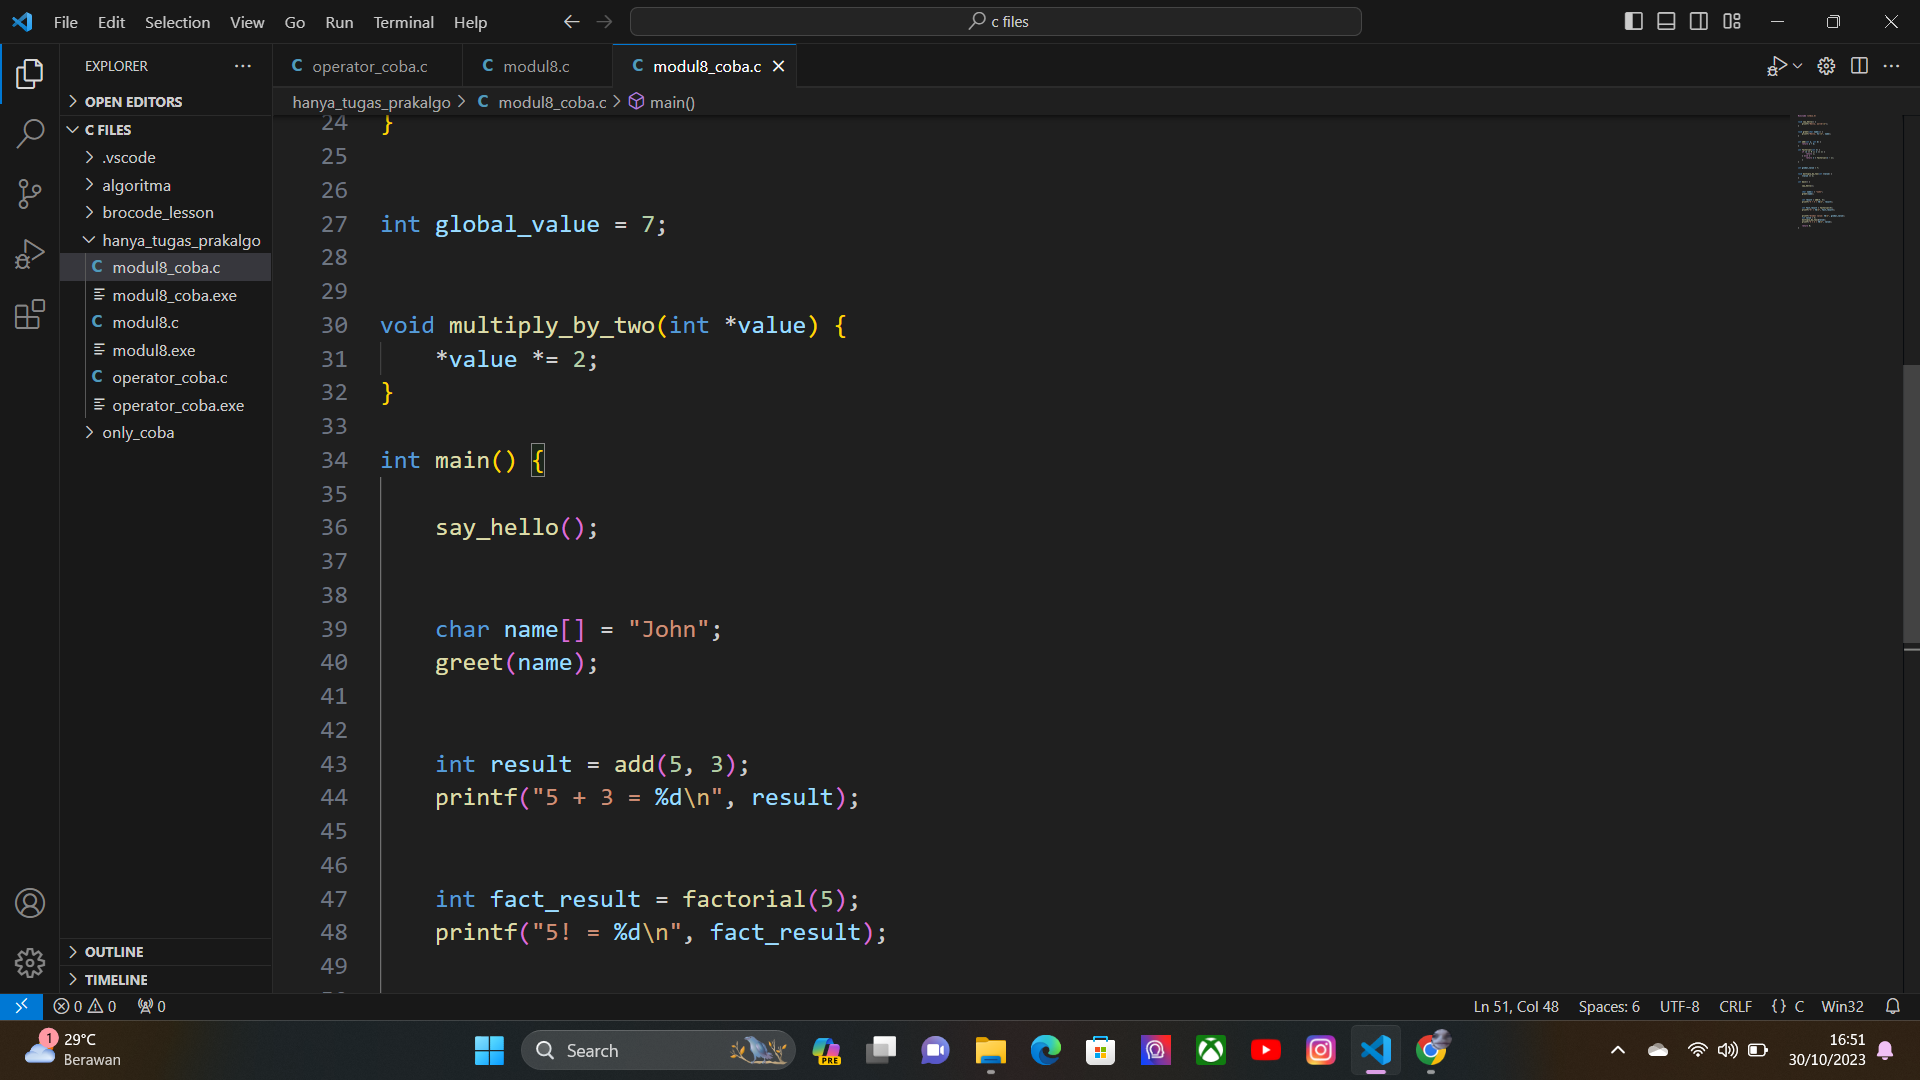 File Edit Selection View Go Run Terminal Help
c files
EXPLORER
OPEN EDITORS
C FILES
.vscode
algoritma
brocode_lesson
hanya_tugas_prakalgo
C modul8_coba.c
modul8_coba.exe
C modul8.c
modul8.exe
C operator_coba.c
operator_coba.exe
only_coba
OUTLINE
TIMELINE
C operator_coba.c C modul8.c C modul8_coba.c
hanya_tugas_prakalgo > C modul8_coba.c > main()
24 }
25
26
27 int global_value = 7;
28
29
30 void multiply_by_two(int *value) {
31 *value *= 2;
32 }
33
34 int main() {
35
36 say_hello();
37
38
39 char name[] = "John";
40 greet(name);
41
42
43 int result = add(5, 3);
44 printf("5 + 3 = %d\n", result);
45
46
47 int fact_result = factorial(5);
48 printf("5! = %d\n", fact_result);
49
0 0 0
Ln 51, Col 48 Spaces: 6 UTF-8 CRLF {} C Win32
1
29°C
Berawan
Search
PRE
16:51
30/10/2023